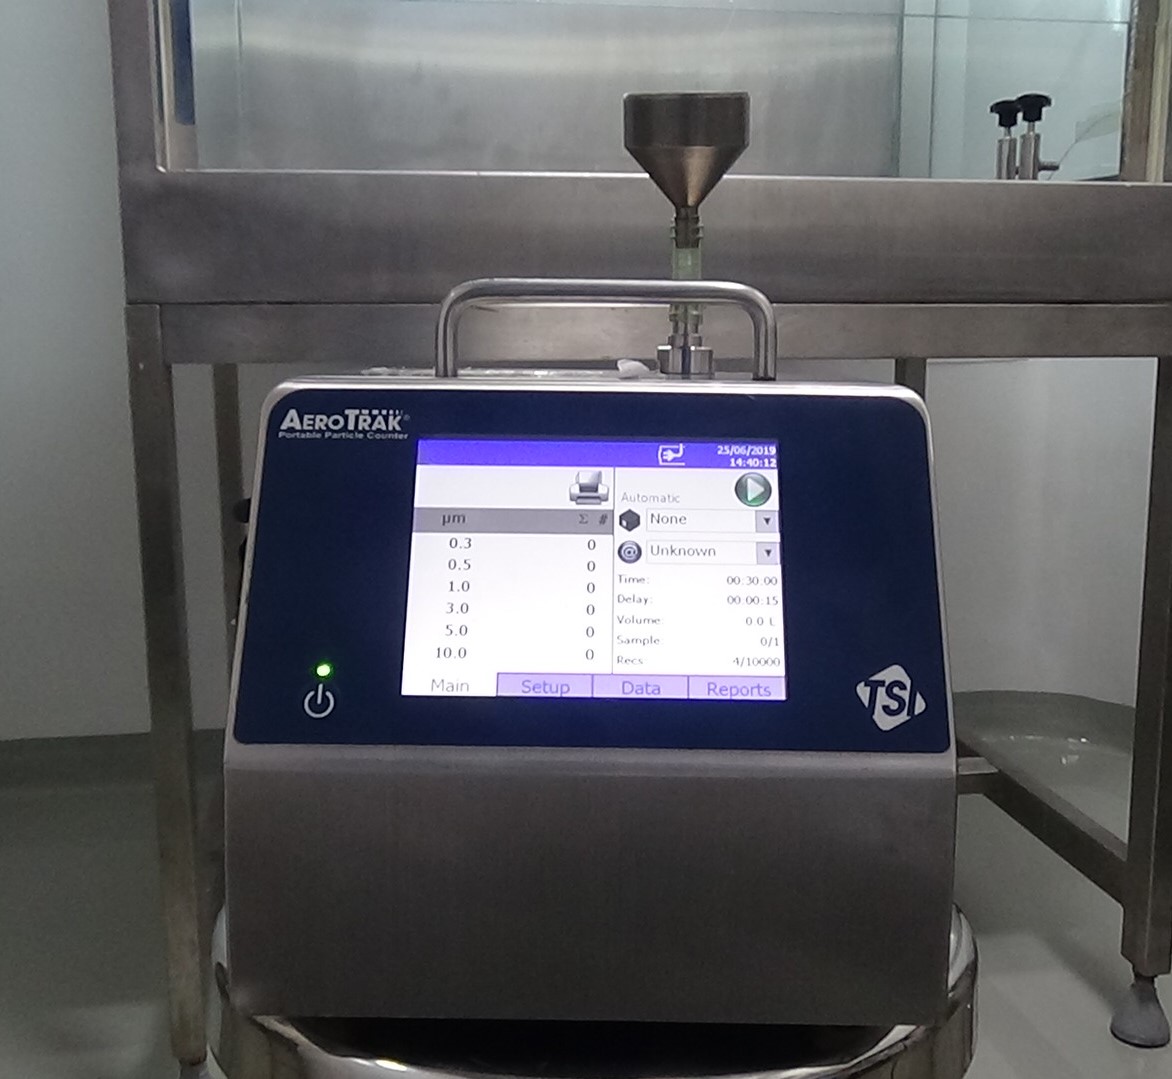 AEROTRAK®
Portable Particle Counter
25/06/2019
14:40:12
Automatic
µm Σ #
None
0.3 0
Unknown
0.5 0
Time: 00:30:00
1.0 0
Delay: 00:00:15
3.0 0
Volume 0.0 L
5.0 0
Sample 0/1
10.0 0
Recs 4/10000
Main Setup Data Reports
TSI